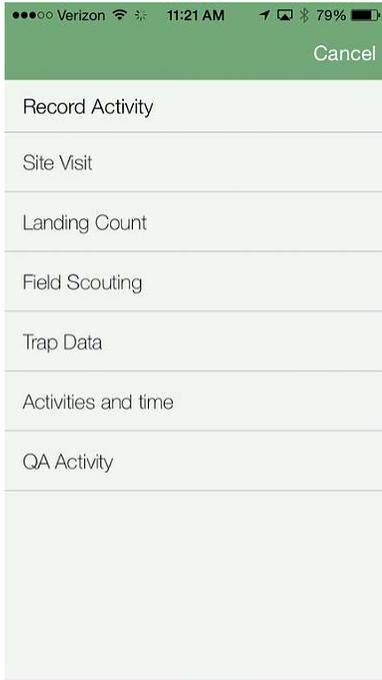 Verizon 11:21 AM 79%
Cancel
Record Activity
Site Visit
Landing Count
Field Scouting
Trap Data
Activities and time
QA Activity